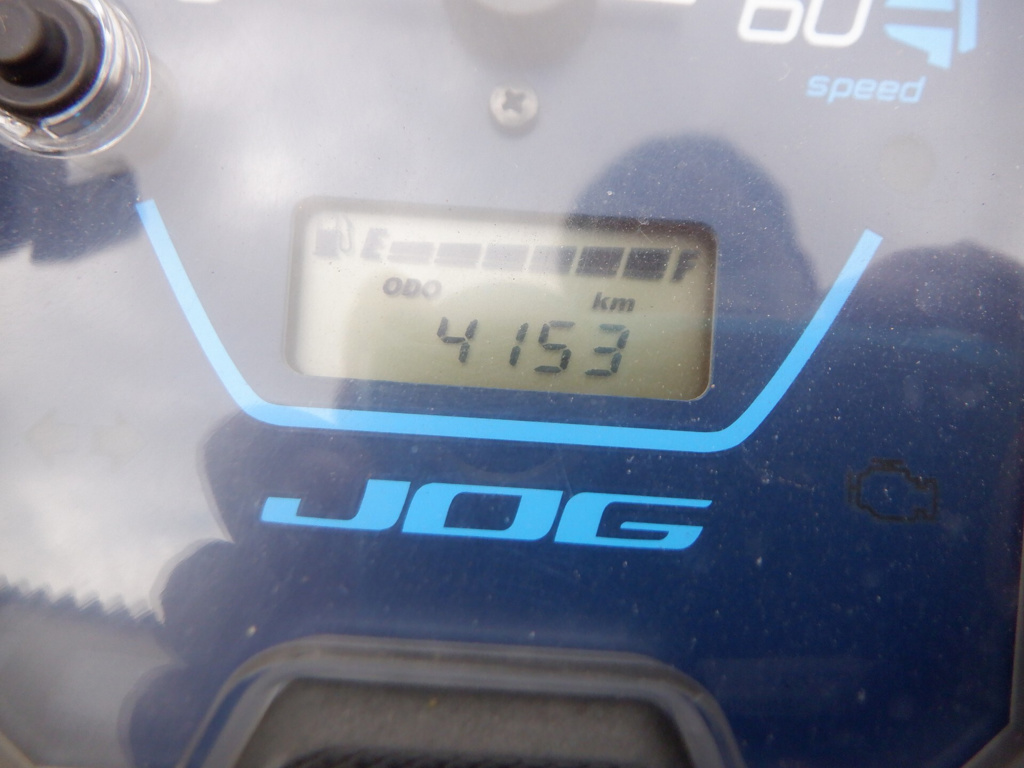 60
speed
E F
ODO km
4153
JOG